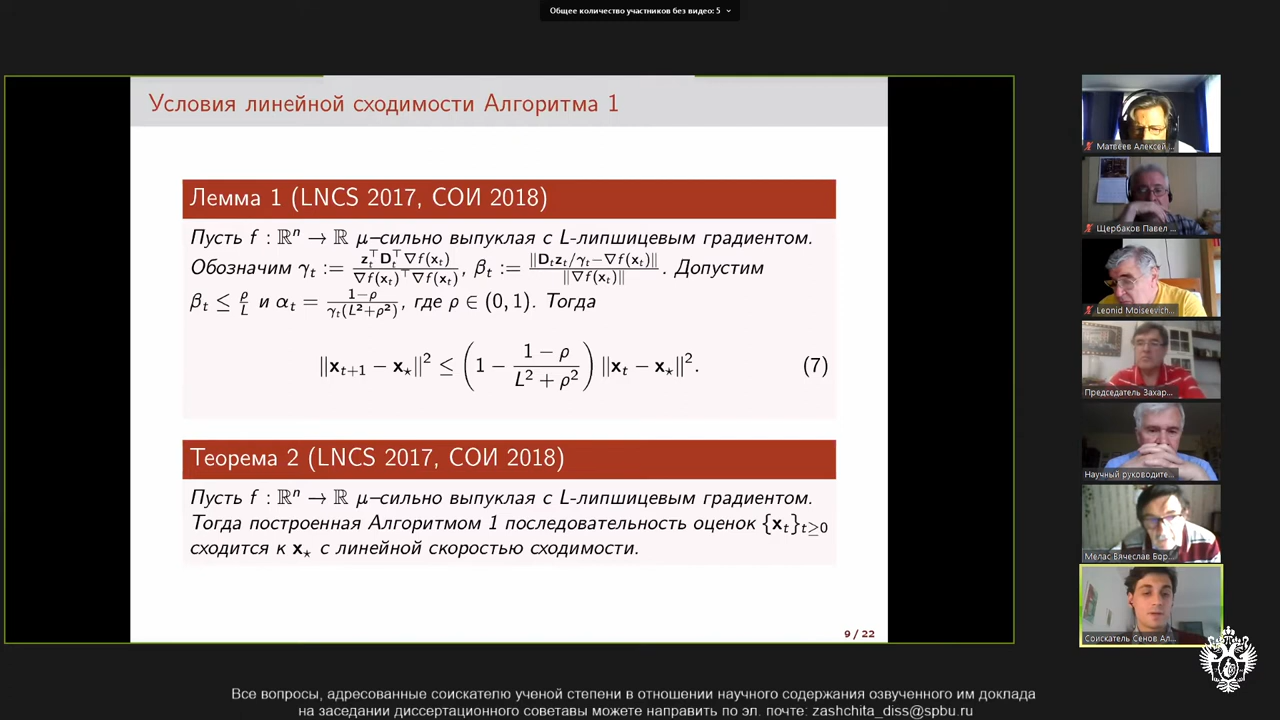 Общее количество участников без видео: 5
Условия линейной сходимости Алгоритма 1
Лемма 1 (LNCS 2017, СОИ 2018)
Пусть f : ℝⁿ → ℝ μ–сильно выпуклая с L-липшицевым градиентом.
Обозначим γ_t := \frac{z_t^⊤ D_t^⊤ ∇f(x_t)}{∇f(x_t)^⊤ ∇f(x_t)}, β_t := \frac{||D_t z_t/γ_t − ∇f(x_t)||}{||∇f(x_t)||}. Допустим
β_t ≤ \frac{ρ}{L} и α_t = \frac{1−ρ}{γ_t(L²+ρ²)}, где ρ ∈ (0, 1). Тогда
||x_{t+1} − x_⋆||² ≤ (1 − \frac{1 − ρ}{L² + ρ²}) ||x_t − x_⋆||². (7)
Теорема 2 (LNCS 2017, СОИ 2018)
Пусть f : ℝⁿ → ℝ μ–сильно выпуклая с L-липшицевым градиентом.
Тогда построенная Алгоритмом 1 последовательность оценок {x_t}_{t≥0}
сходится к x_⋆ с линейной скоростью сходимости.
9 / 22
Матвеев Алексей
Щербаков Павел
Leonid Moiseevich...
Председатель Захар...
Научный руководите...
Мелас Вячеслав Бор...
Соискатель Сенов Ал...
Все вопросы, адресованные соискателю ученой степени в отношении научного содержания озвученного им доклада
на заседании диссертационного советавы можете направить по эл. почте: zashchita_diss@spbu.ru